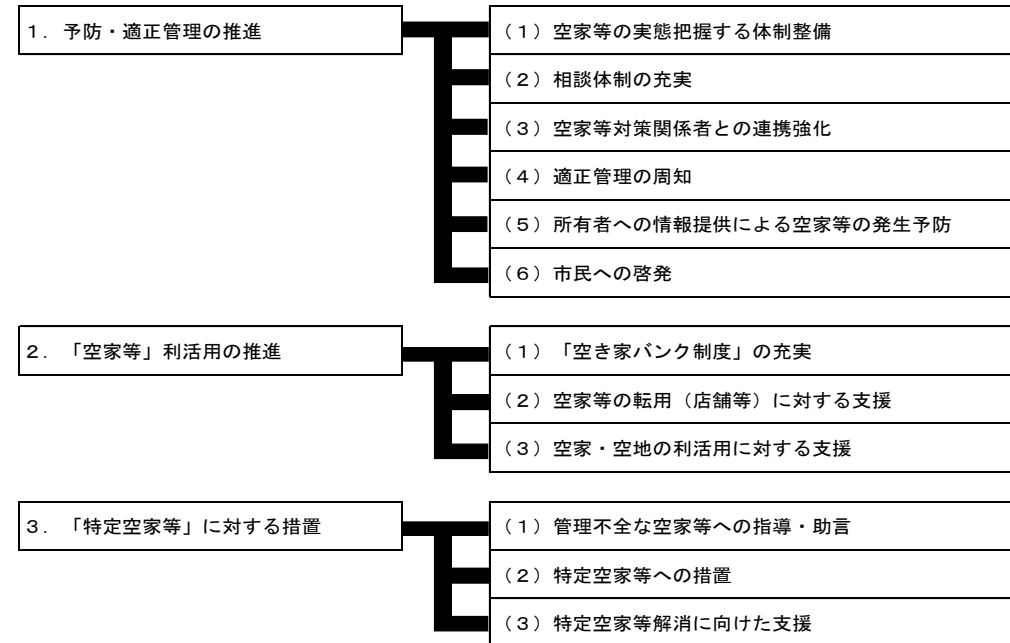 １．予防・適正管理の推進
（１）空家等の実態把握する体制整備
（２）相談体制の充実
（３）空家等対策関係者との連携強化
（４）適正管理の周知
（５）所有者への情報提供による空家等の発生予防
（６）市民への啓発
２．「空家等」利活用の推進
（１）「空き家バンク制度」の充実
（２）空家等の転用（店舗等）に対する支援
（３）空家・空地の利活用に対する支援
３．「特定空家等」に対する措置
（１）管理不全な空家等への指導・助言
（２）特定空家等への措置
（３）特定空家等解消に向けた支援